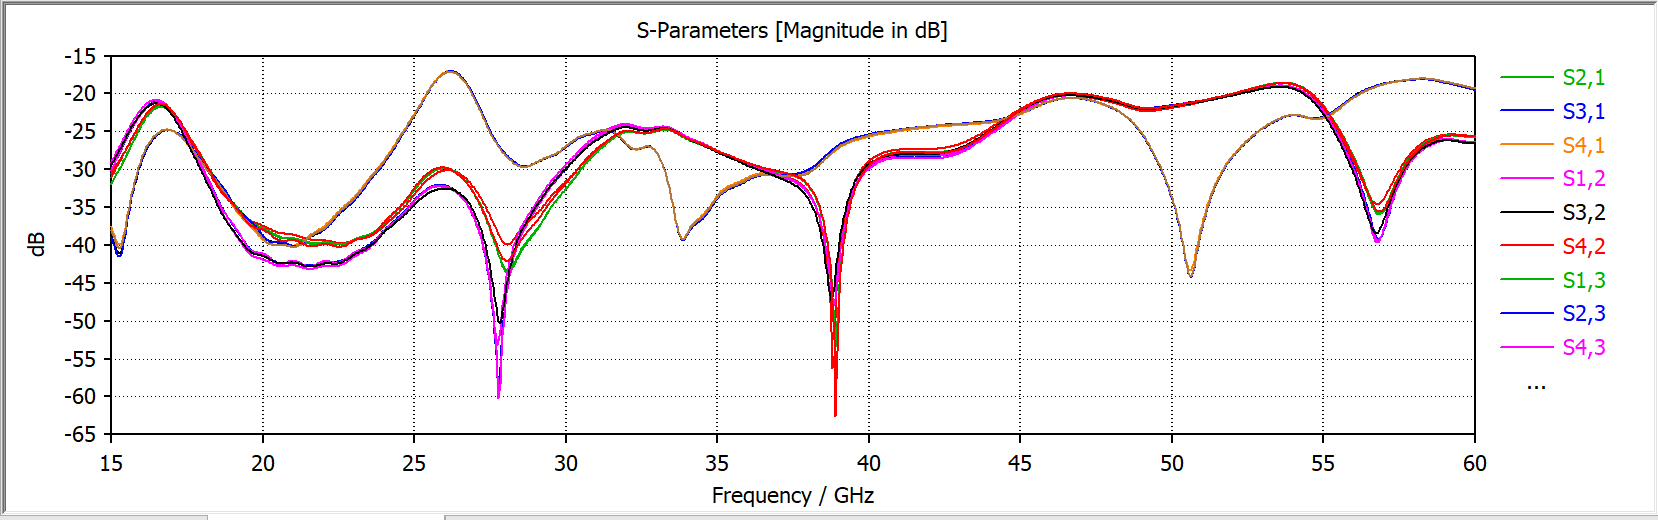 S-Parameters [Magnitude in dB]
-15
-20
-25
-30
-35
-40
-45
-50
-55
-60
-65
dB
15 20 25 30 35 40 45 50 55 60
Frequency / GHz
S2,1
S3,1
S4,1
S1,2
S3,2
S4,2
S1,3
S2,3
S4,3
...